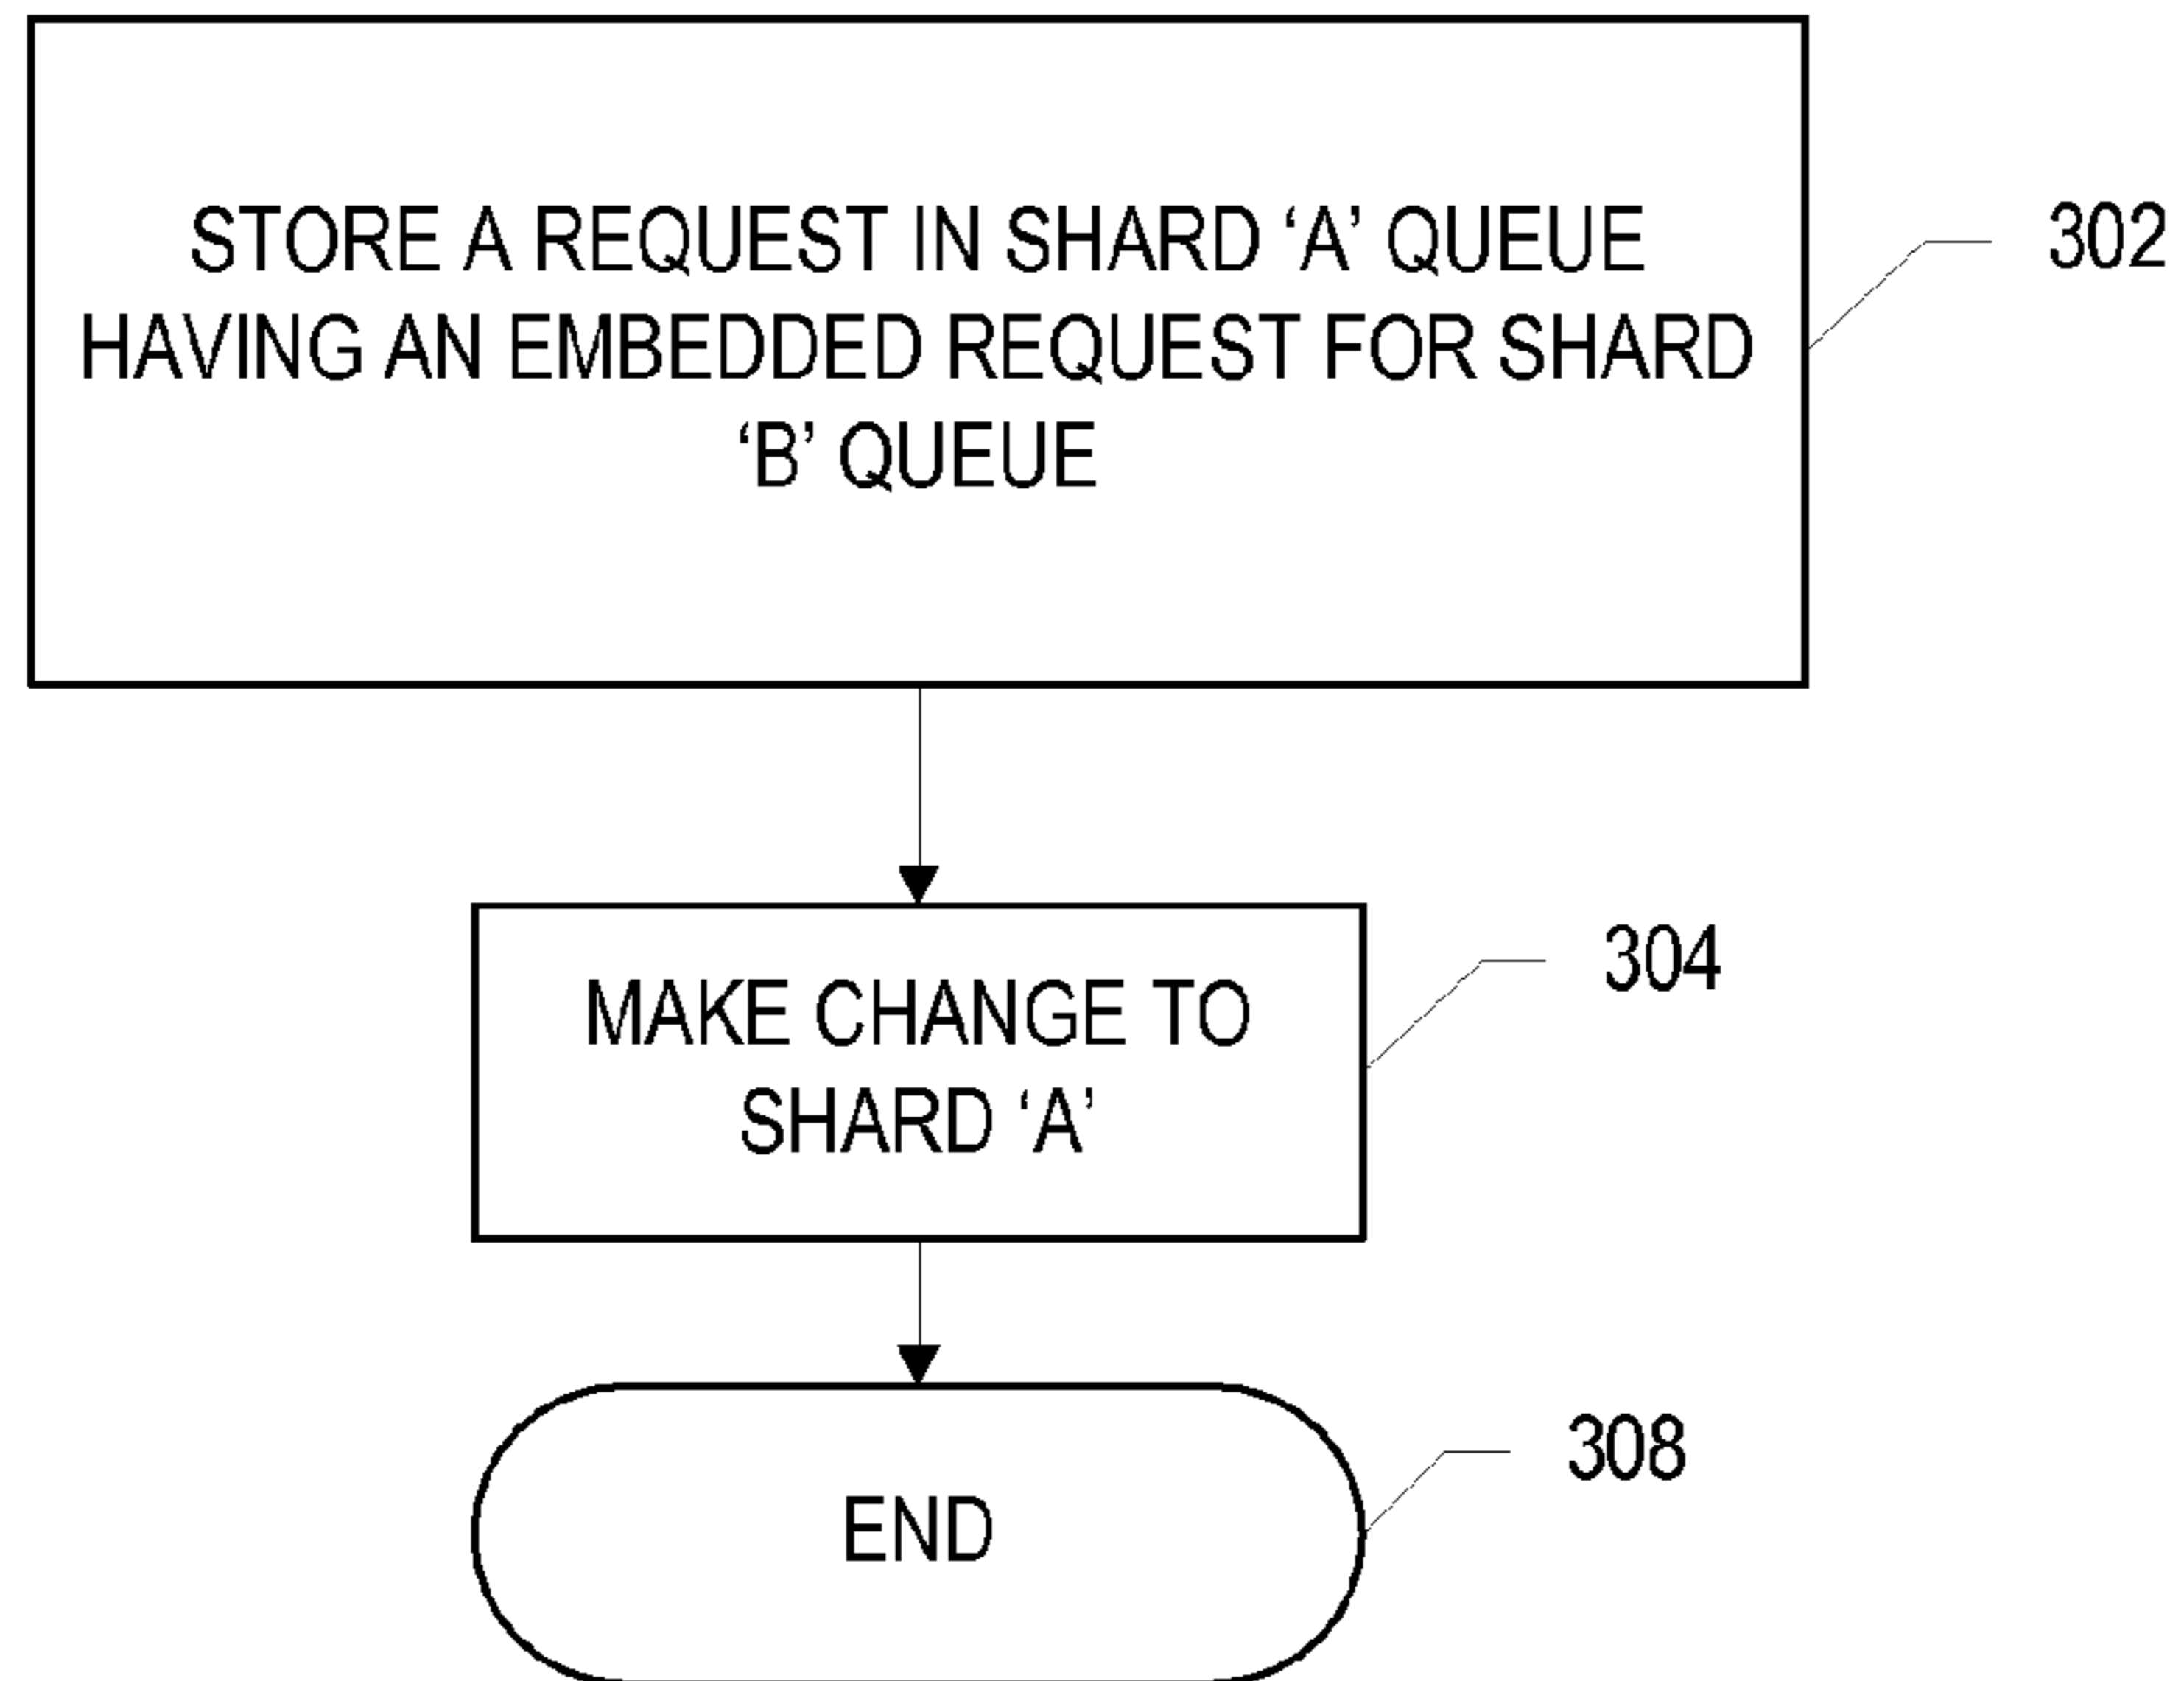 STORE A REQUEST IN SHARD ‘A’ QUEUE
HAVING AN EMBEDDED REQUEST FOR SHARD
‘B’ QUEUE
302
MAKE CHANGE TO
SHARD ‘A’
304
END
308